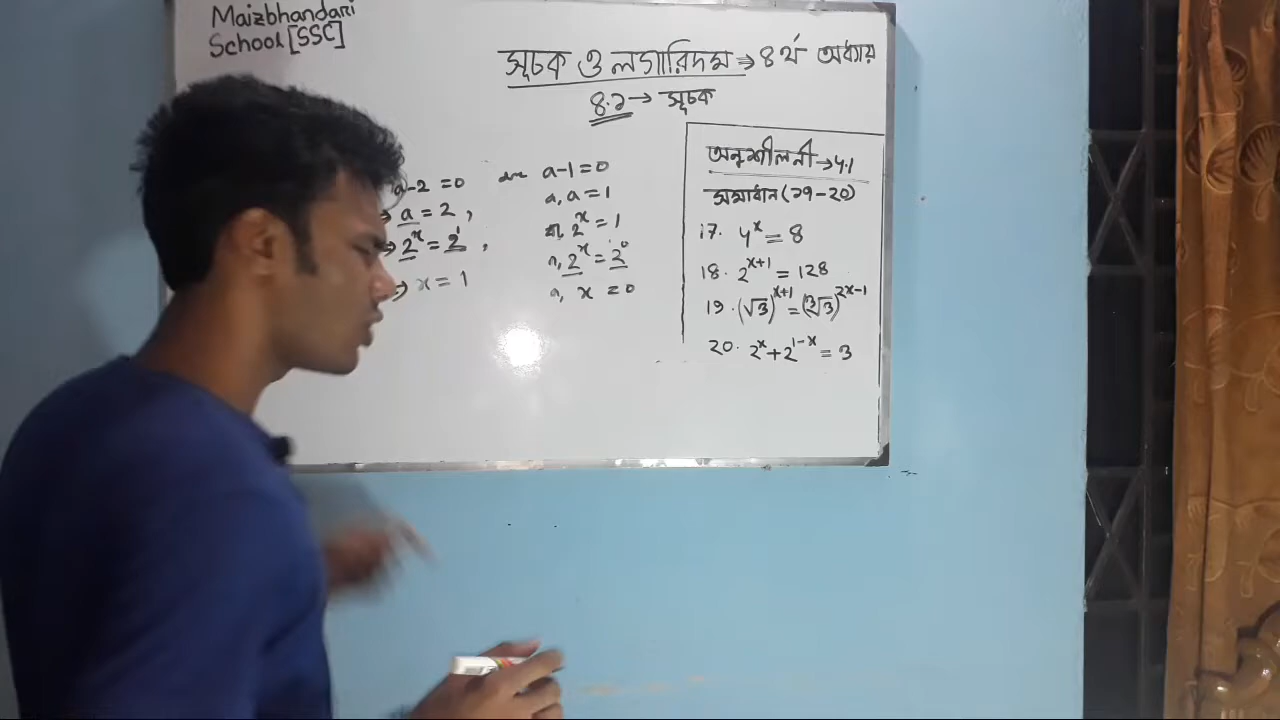 Maizbhandari
School [SSC]
সূচক ও লগারিদম ⇒ ৪র্থ অধ্যায়
৪.১ → সূচক
a-2 = 0
⇒ a = 2,
⇒ 2^x = 2^1,
⇒ x = 1
a-1 = 0
বা, a = 1
বা, 2^x = 1
বা, 2^x = 2^0
বা, x = 0
অনুশীলনী → 4.1
সমাধান (১৭-২০)
17. 4^x = 8
18. 2^{x+1} = 128
19. (√3)^{x+1} = (∛3)^{2x-1}
20. 2^x + 2^{1-x} = 3